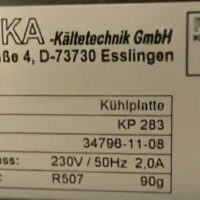 KA -Kältetechnik GmbH
ße 4, D-73730 Esslingen
Kühlplatte
KP 283
34796-11-08
ss: 230V / 50Hz 2,0A
R507 90g